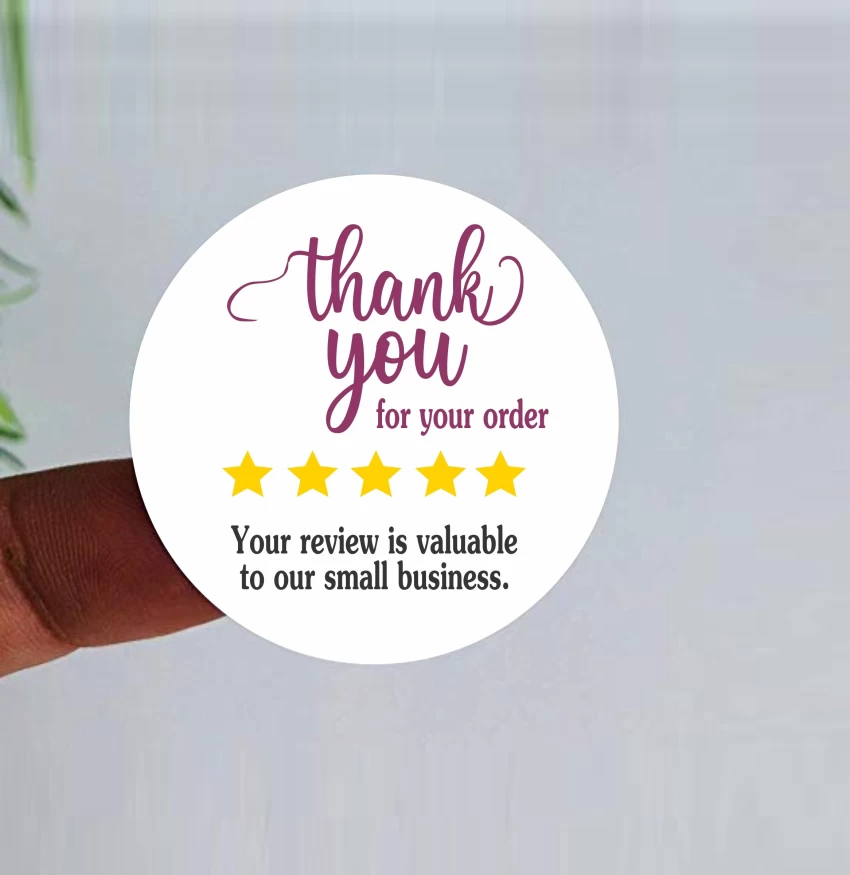 thank
you
for your order
Your review is valuable
to our small business.